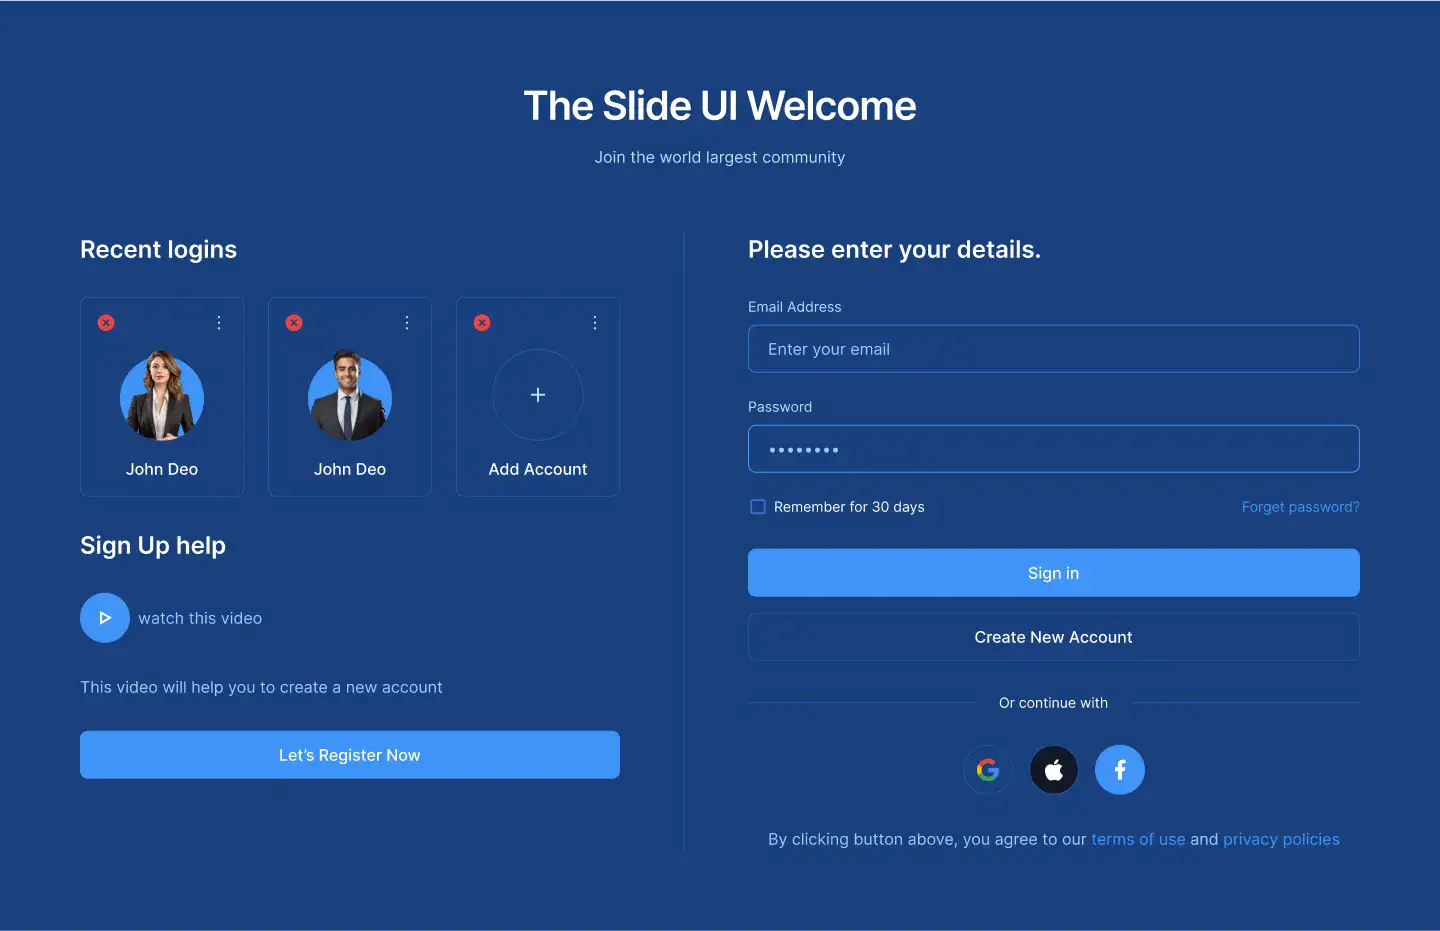 The Slide UI Welcome
Join the world largest community
Recent logins
John Deo
John Deo
Add Account
Sign Up help
watch this video
This video will help you to create a new account
Let’s Register Now
Please enter your details.
Email Address
Enter your email
Password
Remember for 30 days
Forget password?
Sign in
Create New Account
Or continue with
By clicking button above, you agree to our terms of use and privacy policies